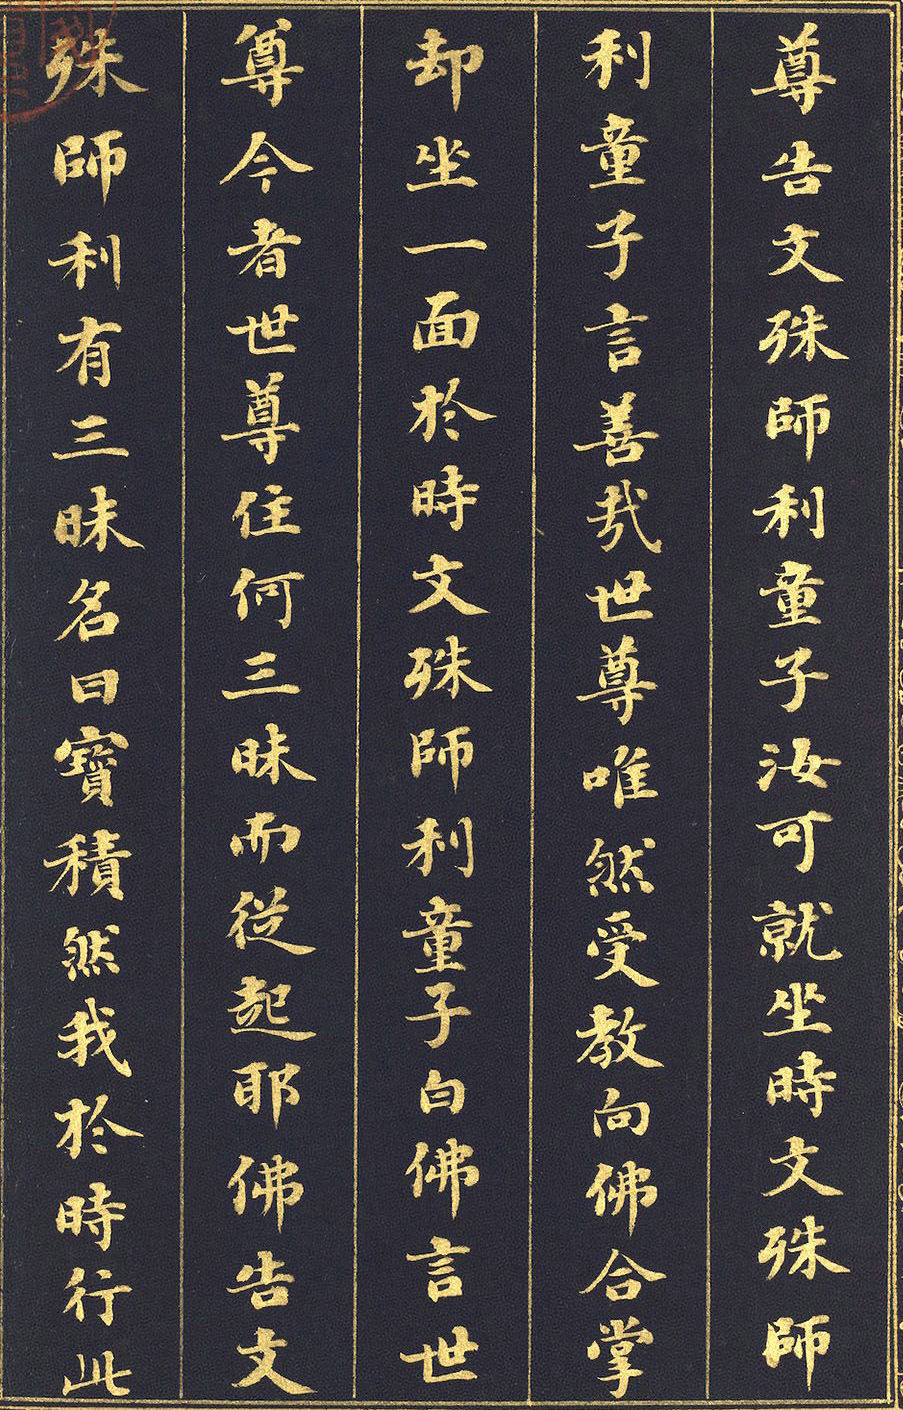 尊告文殊師利童子汝可就坐時文殊師
利童子言善哉世尊唯然受教向佛合掌
却坐一面於時文殊師利童子白佛言世
尊今者世尊住何三昧而從起耶佛告文
殊師利有三昧名曰寶積然我於時行此